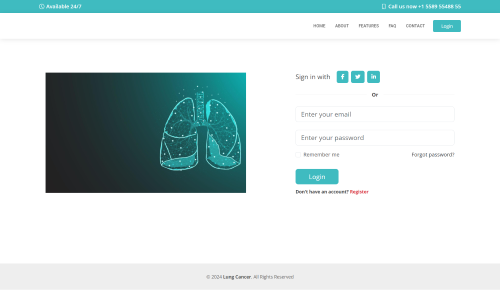 Available 24/7
Call us now +1 5589 55488 55
HOME ABOUT FEATURES FAQ CONTACT Login
Sign in with
Or
Enter your email
Enter your password
Remember me Forgot password?
Login
Don't have an account? Register
© 2024 Lung Cancer. All Rights Reserved